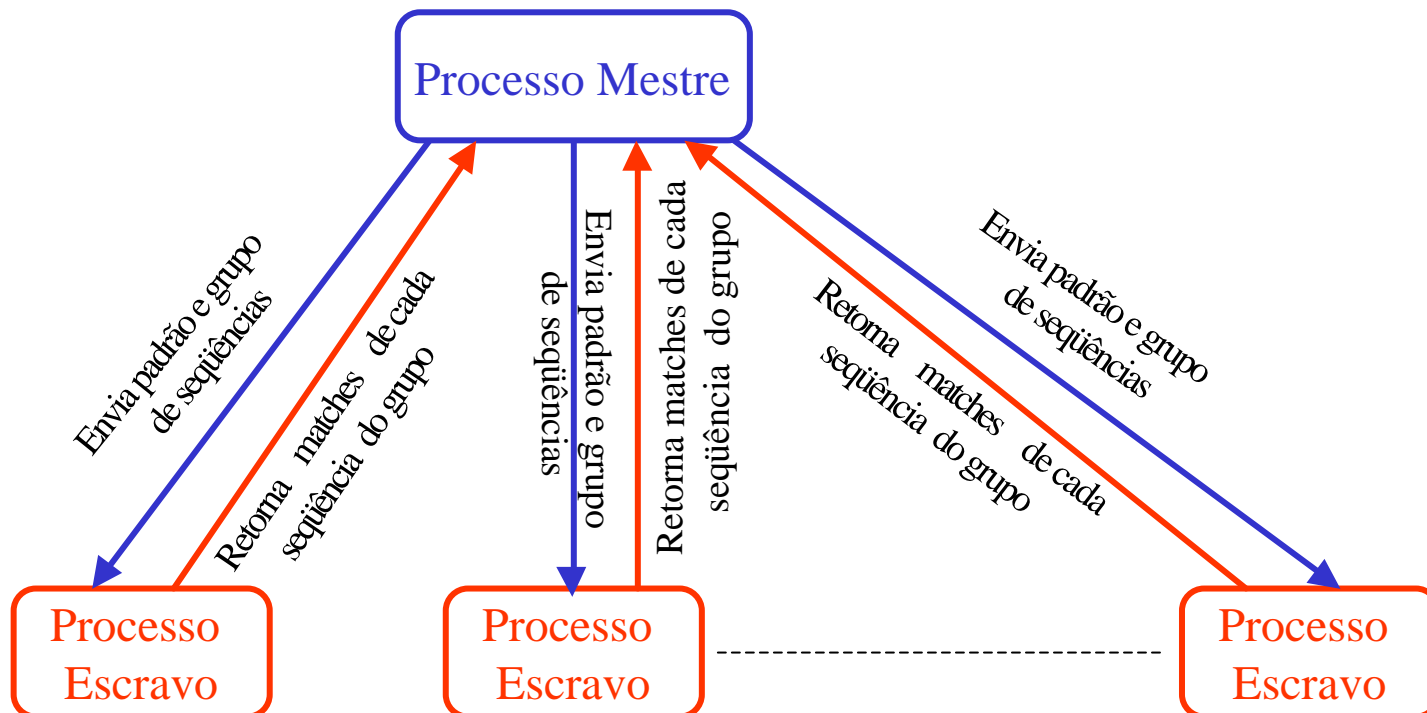 Processo Mestre
Envia padrão e grupo
de seqüências
Retorna matches de cada
seqüência do grupo
Envia padrão e grupo
de seqüências
Retorna matches de cada
seqüência do grupo
Envia padrão e grupo
de seqüências
Retorna matches de cada
seqüência do grupo
Processo
Escravo
Processo
Escravo
Processo
Escravo